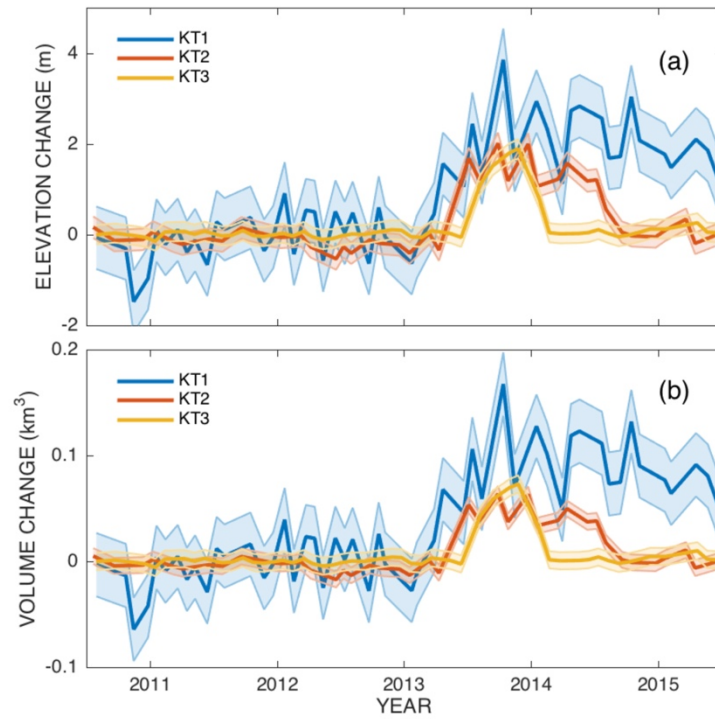 (a)
KT1
KT2
KT3
4
2
0
-2
ELEVATION CHANGE (m)
(b)
KT1
KT2
KT3
0.2
0.1
0
-0.1
VOLUME CHANGE (km³)
2011 2012 2013 2014 2015
YEAR